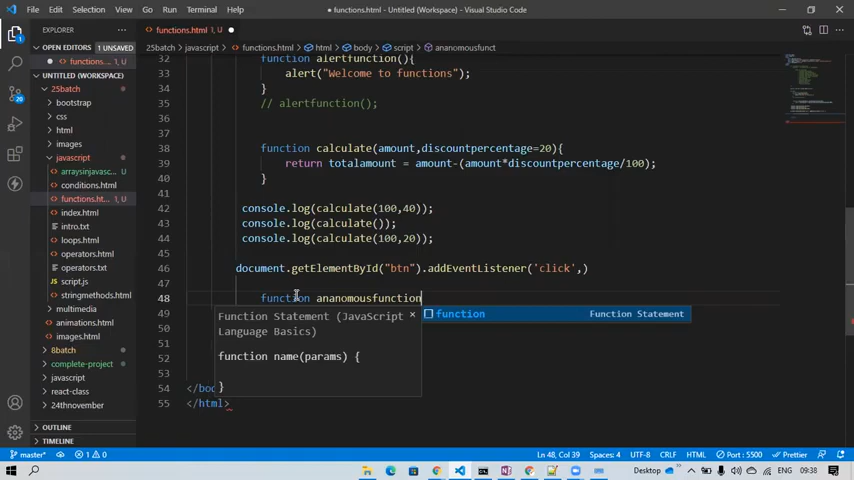 File Edit Selection View Go Run Terminal Help
functions.html - Untitled (Workspace) - Visual Studio Code
EXPLORER
functions.html 1, U
OPEN EDITORS 1 UNSAVED
functions.ht... 1, U
UNTITLED (WORKSPACE)
25batch
bootstrap
css
html
images
javascript
arraysinjavasc... U
conditions.html
functions.ht... 1, U
index.html
intro.txt
loops.html
operators.html
operators.txt
script.js
stringmethods.html
multimedia
animations.html
images.html
8batch
complete-project
javascript
react-class
24thnovember
OUTLINE
TIMELINE
25batch > javascript > functions.html > html > body > script > ananomousfunct
32 function alertfunction(){
33 alert("Welcome to functions");
34 }
35 // alertfunction();
36
37
38 function calculate(amount,discountpercentage=20){
39 return totalamount = amount-(amount*discountpercentage/100);
40 }
41
42 console.log(calculate(100,40));
43 console.log(calculate());
44 console.log(calculate(100,20));
45
46 document.getElementById("btn").addEventListener('click',)
47
48 function ananomousfunction
49
50
51
52
53
54 </bod
55 </html>
Function Statement (JavaScript Language Basics) ×
function name(params) {
}
function Function Statement
master* 1 0
Ln 48, Col 39 Spaces: 4 UTF-8 CRLF HTML Port : 5500 Prettier
Desktop ENG 09:38